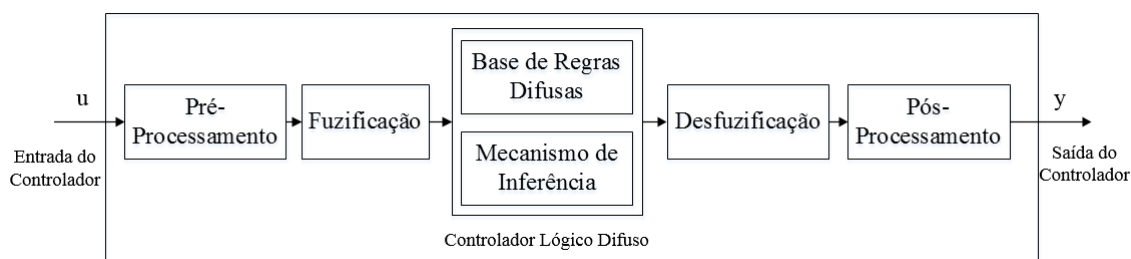 u
Entrada do
Controlador
Pré-
Processamento
Fuzificação
Base de Regras
Difusas
Mecanismo de
Inferência
Controlador Lógico Difuso
Desfuzificação
Pós-
Processamento
y
Saída do
Controlador